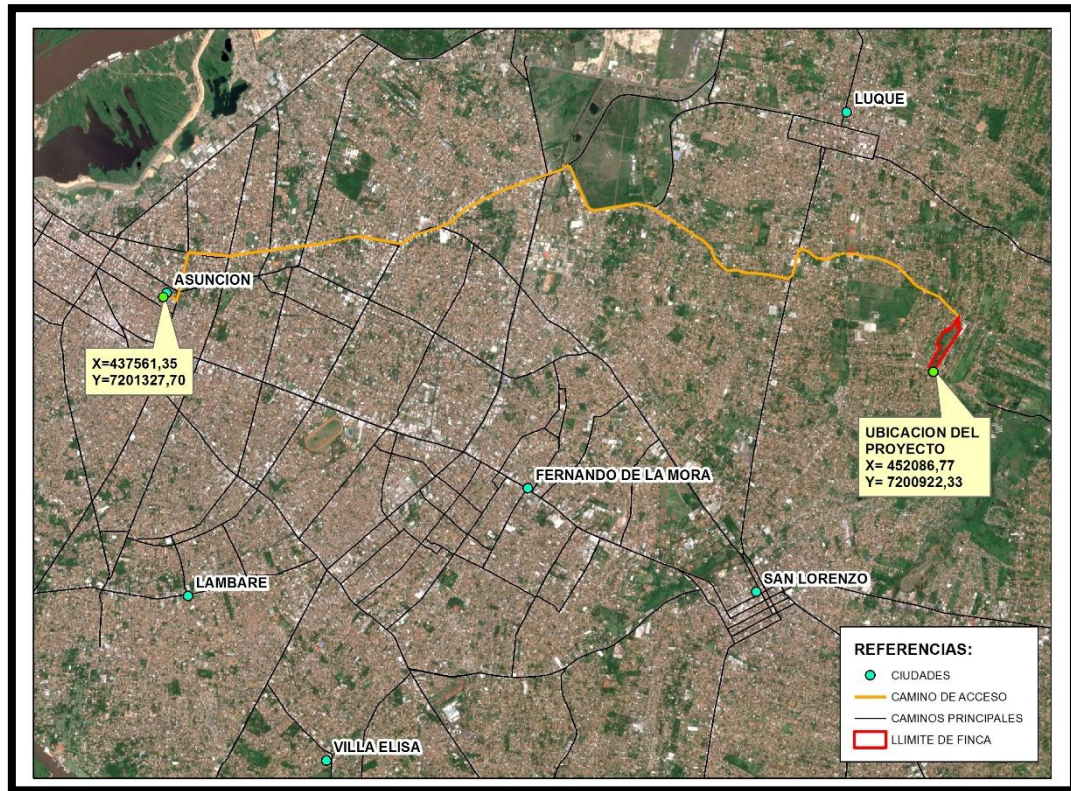 LUQUE
ASUNCION
X=437561,35
Y=7201327,70
UBICACION DEL
PROYECTO
X= 452086,77
Y= 7200922,33
FERNANDO DE LA MORA
LAMBARE
SAN LORENZO
VILLA ELISA
REFERENCIAS:
CIUDADES
CAMINO DE ACCESO
CAMINOS PRINCIPALES
LLIMITE DE FINCA